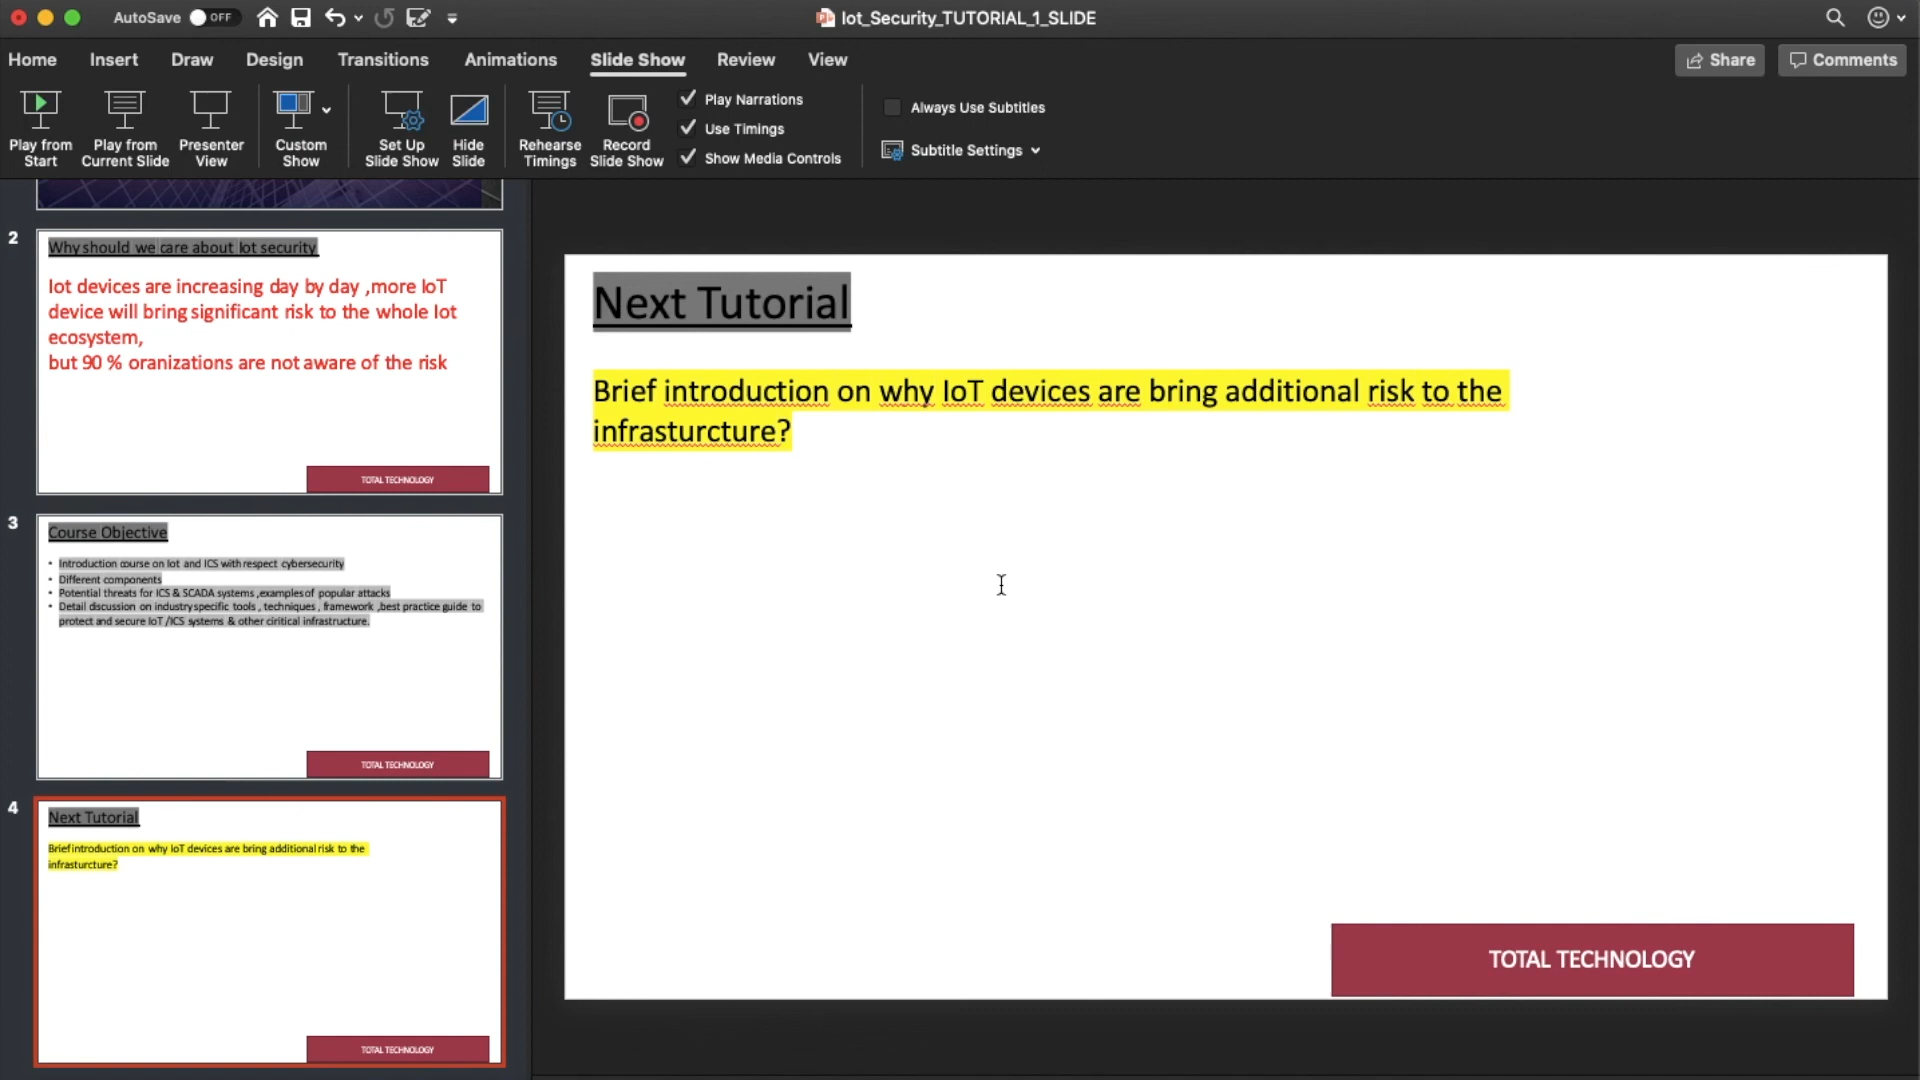 AutoSave OFF
Iot_Security_TUTORIAL_1_SLIDE
Home Insert Draw Design Transitions Animations Slide Show Review View
Share Comments
Play from Start
Play from Current Slide
Presenter View
Custom Show
Set Up Slide Show
Hide Slide
Rehearse Timings
Record Slide Show
Play Narrations
Use Timings
Show Media Controls
Always Use Subtitles
Subtitle Settings
2
Why should we care about Iot security
Iot devices are increasing day by day ,more IoT
device will bring significant risk to the whole Iot
ecosystem,
but 90 % oranizations are not aware of the risk
TOTAL TECHNOLOGY
3
Course Objective
• Introduction course on Iot and ICS with respect cybersecurity
• Different components
• Potential threats for ICS & SCADA systems ,examples of popular attacks
• Detail discussion on industry specific tools , techniques , framework ,best practice guide to
protect and secure IoT /ICS systems & other ciritical infrastructure.
TOTAL TECHNOLOGY
4
Next Tutorial
Brief introduction on why IoT devices are bring additional risk to the
infrasturcture?
TOTAL TECHNOLOGY
Next Tutorial
Brief introduction on why IoT devices are bring additional risk to the
infrasturcture?
TOTAL TECHNOLOGY